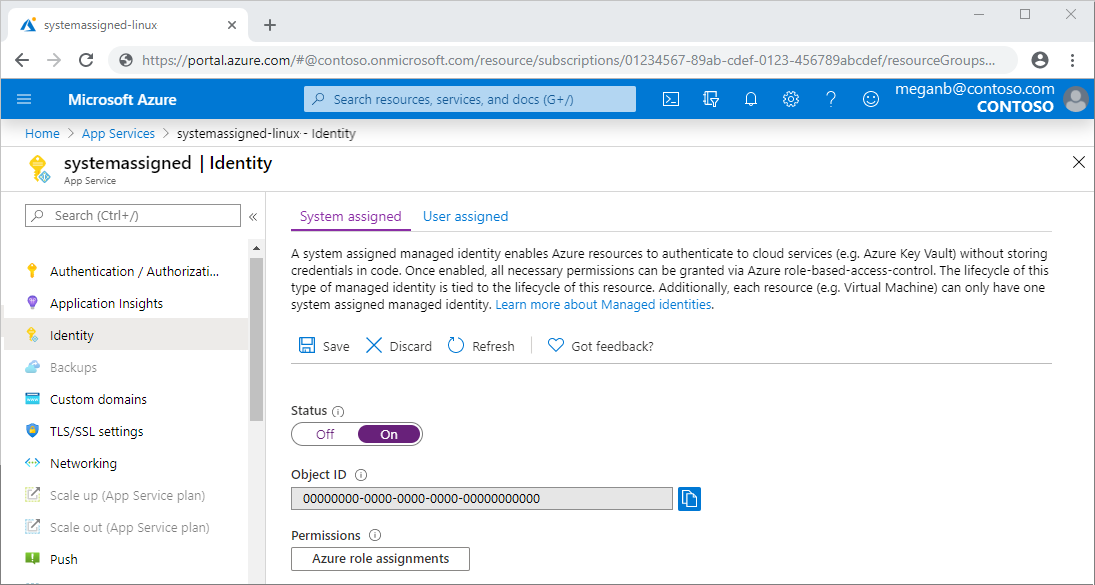 systemassigned-linux
https://portal.azure.com/#@contoso.onmicrosoft.com/resource/subscriptions/01234567-89ab-cdef-0123-456789abcdef/resourceGroups...
Microsoft Azure
Search resources, services, and docs (G+/)
meganb@contoso.com
CONTOSO
Home > App Services > systemassigned-linux - Identity
systemassigned | Identity
App Service
Search (Ctrl+/)
«
Authentication / Authorizati...
Application Insights
Identity
Backups
Custom domains
TLS/SSL settings
Networking
Scale up (App Service plan)
Scale out (App Service plan)
Push
System assigned User assigned
A system assigned managed identity enables Azure resources to authenticate to cloud services (e.g. Azure Key Vault) without storing
credentials in code. Once enabled, all necessary permissions can be granted via Azure role-based-access-control. The lifecycle of this
type of managed identity is tied to the lifecycle of this resource. Additionally, each resource (e.g. Virtual Machine) can only have one
system assigned managed identity. Learn more about Managed identities.
Save Discard Refresh Got feedback?
Status
Off On
Object ID
00000000-0000-0000-0000-00000000000
Permissions
Azure role assignments